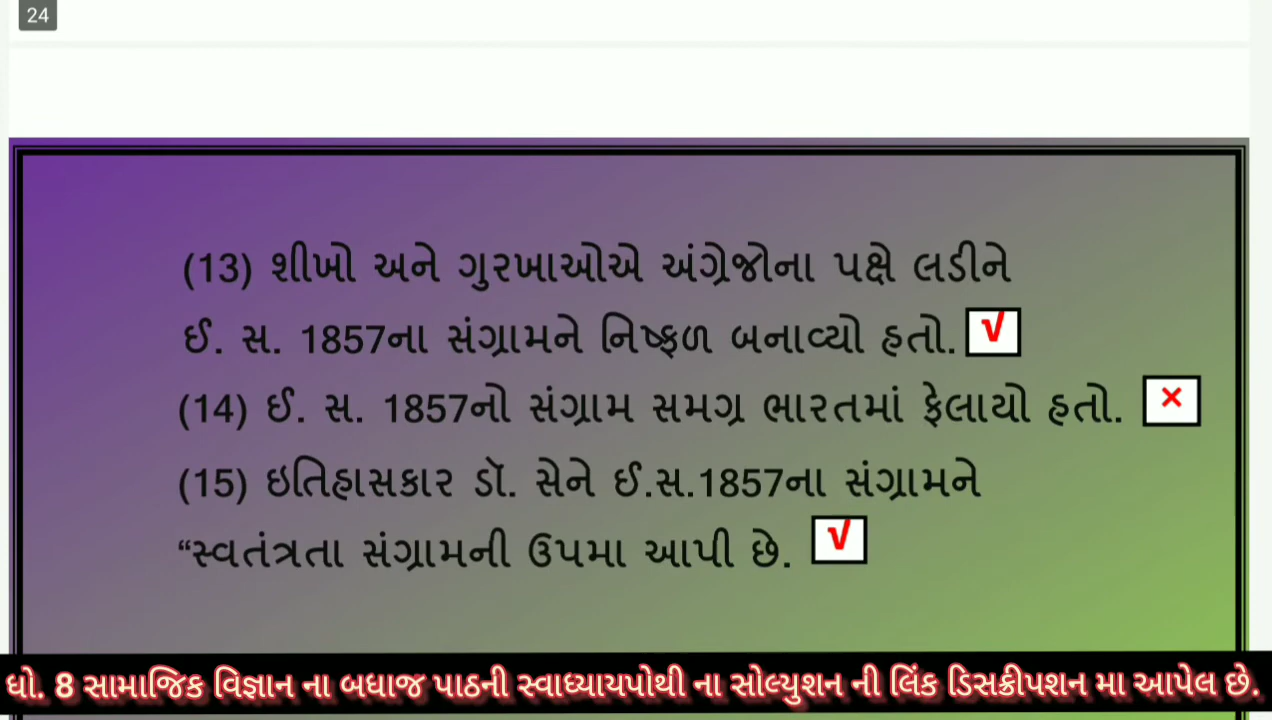 24
(13) શીખો અને ગુરખાઓએ અંગ્રેજોના પક્ષે લડીને
ઈ. સ. 1857ના સંગ્રામને નિષ્ફળ બનાવ્યો હતો. √
(14) ઈ. સ. 1857નો સંગ્રામ સમગ્ર ભારતમાં ફેલાયો હતો. ×
(15) ઇતિહાસકાર ડૉ. સેને ઈ.સ.1857ના સંગ્રામને
“સ્વતંત્રતા સંગ્રામની ઉપમા આપી છે. √
ધો. 8 સામાજિક વિજ્ઞાન ના બધાજ પાઠની સ્વાધ્યાયપોથી ના સોલ્યુશન ની લિંક ડિસક્રીપશન મા આપેલ છે.